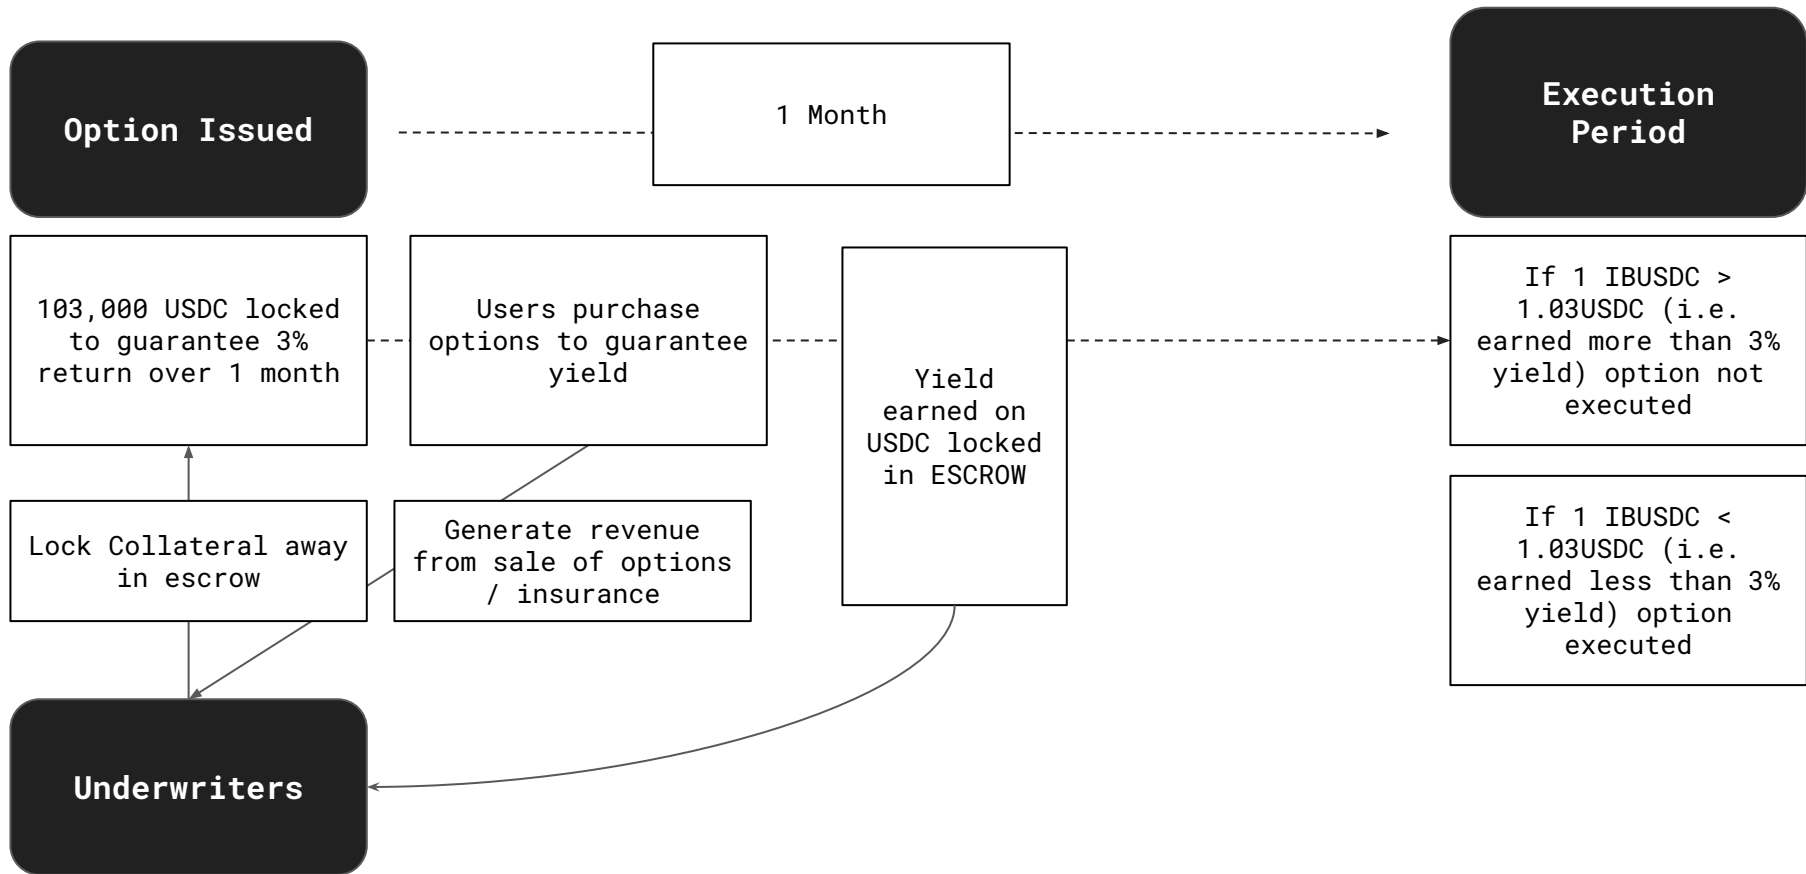 Option Issued
1 Month
Execution
Period
103,000 USDC locked
to guarantee 3%
return over 1 month
Users purchase
options to guarantee
yield
Yield
earned on
USDC locked
in ESCROW
If 1 IBUSDC >
1.03USDC (i.e.
earned more than 3%
yield) option not
executed
Lock Collateral away
in escrow
Generate revenue
from sale of options
/ insurance
If 1 IBUSDC <
1.03USDC (i.e.
earned less than 3%
yield) option
executed
Underwriters